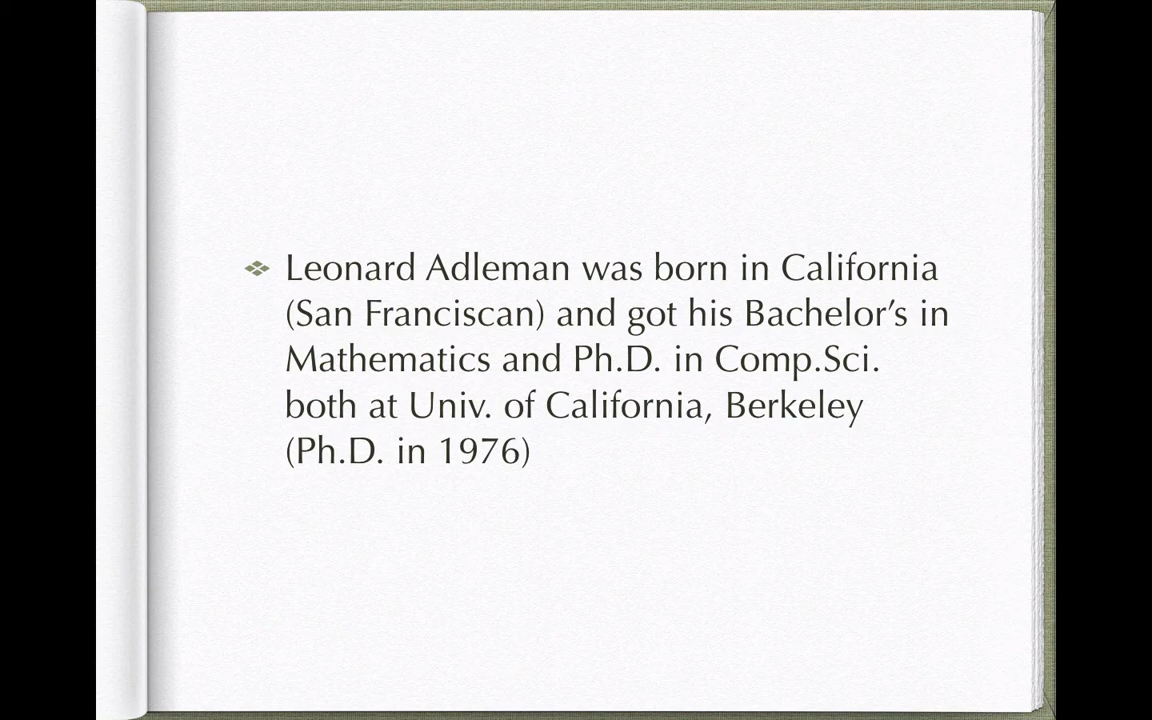 Leonard Adleman was born in California
(San Franciscan) and got his Bachelor’s in
Mathematics and Ph.D. in Comp.Sci.
both at Univ. of California, Berkeley
(Ph.D. in 1976)